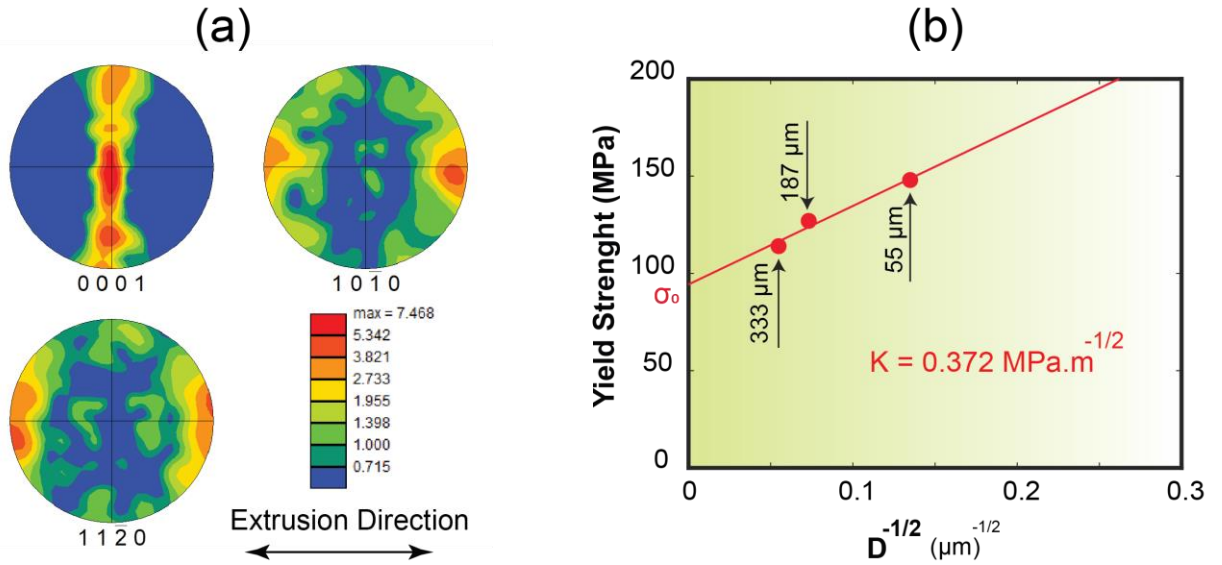 (a)
0 0 0 1
1 0 1̅ 0
1 1 2̅ 0
max = 7.468
5.342
3.821
2.733
1.955
1.398
1.000
0.715
Extrusion Direction
(b)
Yield Strenght (MPa)
200
150
100
σ₀
50
0
187 µm
333 µm
55 µm
K = 0.372 MPa.m⁻¹/²
0
0.1
0.2
0.3
D⁻¹/² (µm)⁻¹/²